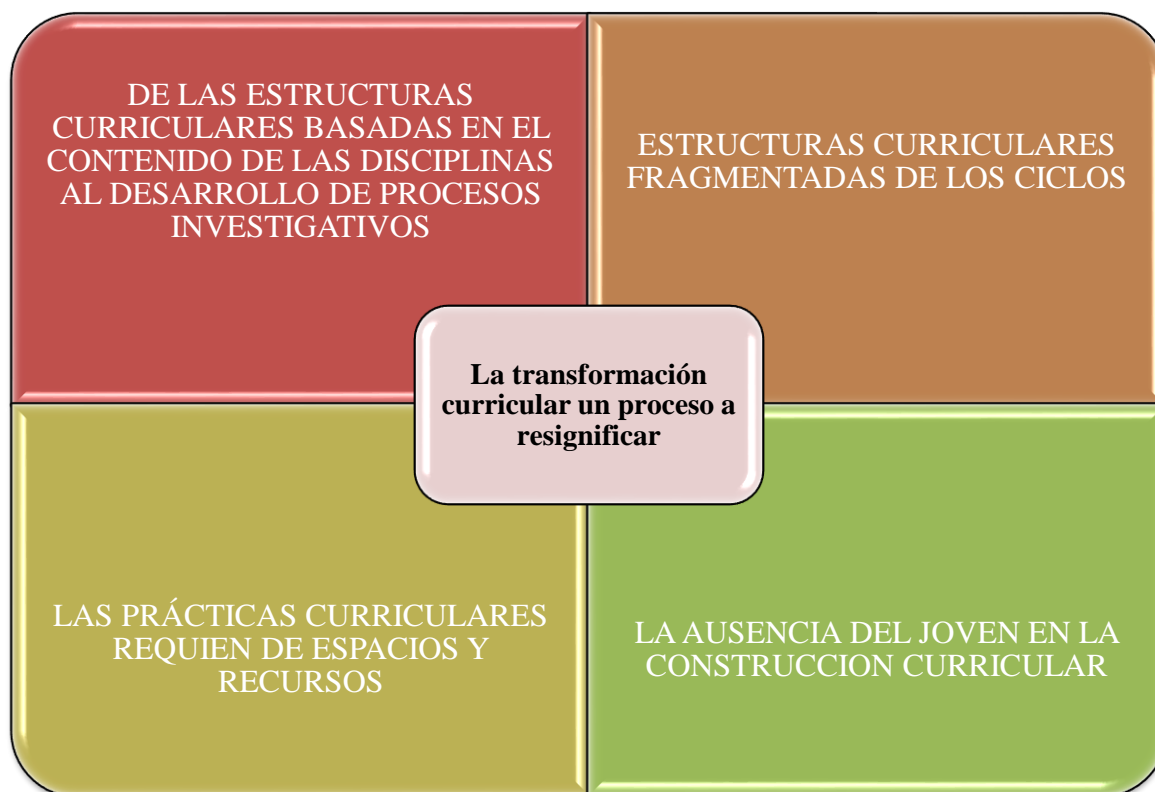 DE LAS ESTRUCTURAS
CURRICULARES BASADAS EN EL
CONTENIDO DE LAS DISCIPLINAS
AL DESARROLLO DE PROCESOS
INVESTIGATIVOS
ESTRUCTURAS CURRICULARES
FRAGMENTADAS DE LOS CICLOS
La transformación
curricular un proceso a
resignificar
LAS PRÁCTICAS CURRICULARES
REQUIEN DE ESPACIOS Y
RECURSOS
LA AUSENCIA DEL JOVEN EN LA
CONSTRUCCION CURRICULAR